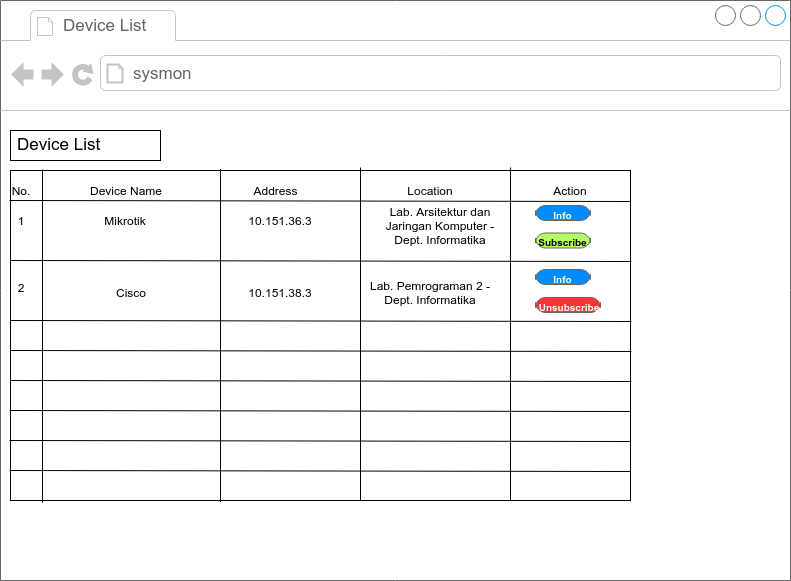 Device List
sysmon
Device List
No. Device Name Address Location Action
1 Mikrotik 10.151.36.3 Lab. Arsitektur dan
Jaringan Komputer -
Dept. Informatika
Info
Subscribe
2 Cisco 10.151.38.3 Lab. Pemrograman 2 -
Dept. Informatika
Info
Unsubscribe